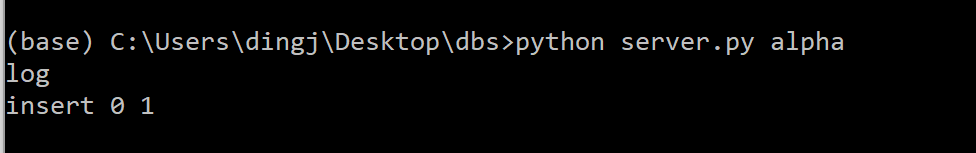 (base) C:\Users\dingj\Desktop\dbs>python server.py alpha
log
insert 0 1